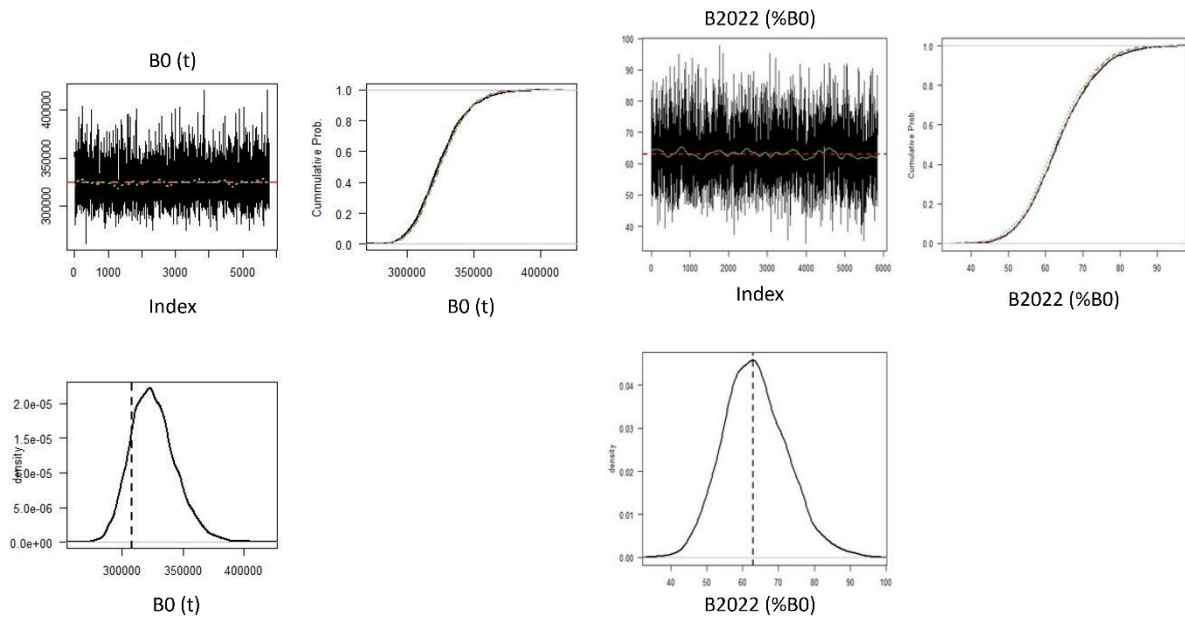 B0 (t)
400000
350000
300000
0 1000 3000 5000
Index
Cummulative Prob.
1.0
0.8
0.6
0.4
0.2
0.0
300000 350000 400000
B0 (t)
B2022 (%B0)
100
90
80
70
60
50
40
0 1000 2000 3000 4000 5000 6000
Index
Cumulative Prob.
1.0
0.8
0.6
0.4
0.2
0.0
40 50 60 70 80 90
B2022 (%B0)
density
2.0e-05
1.5e-05
1.0e-05
5.0e-06
0.0e+00
300000 350000 400000
B0 (t)
density
0.04
0.03
0.02
0.01
0.00
40 50 60 70 80 90 100
B2022 (%B0)